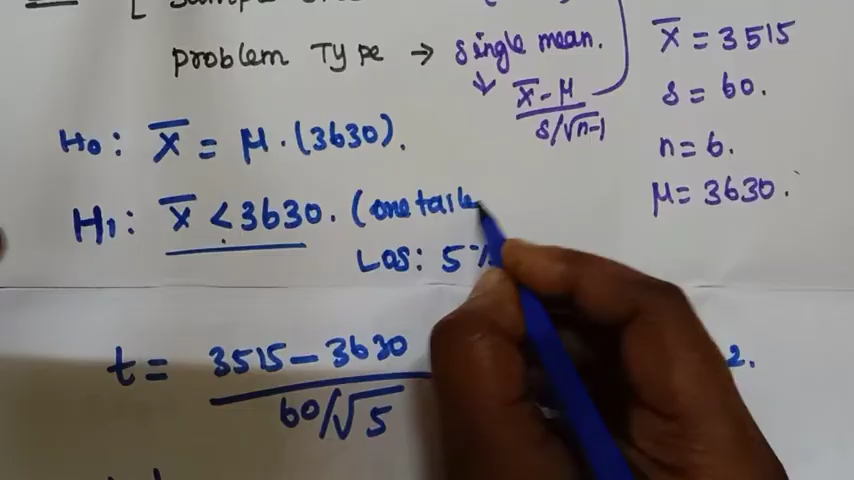 problem Type → single mean.
↓ x̄ - μ / s/√n-1
x̄ = 3515
s = 60.
n = 6.
μ = 3630.
H₀: x̄ = μ. (3630).
H₁: x̄ < 3630. (one taile
LOS: 5%
t = 3515 - 3630 / 60/√5
2.